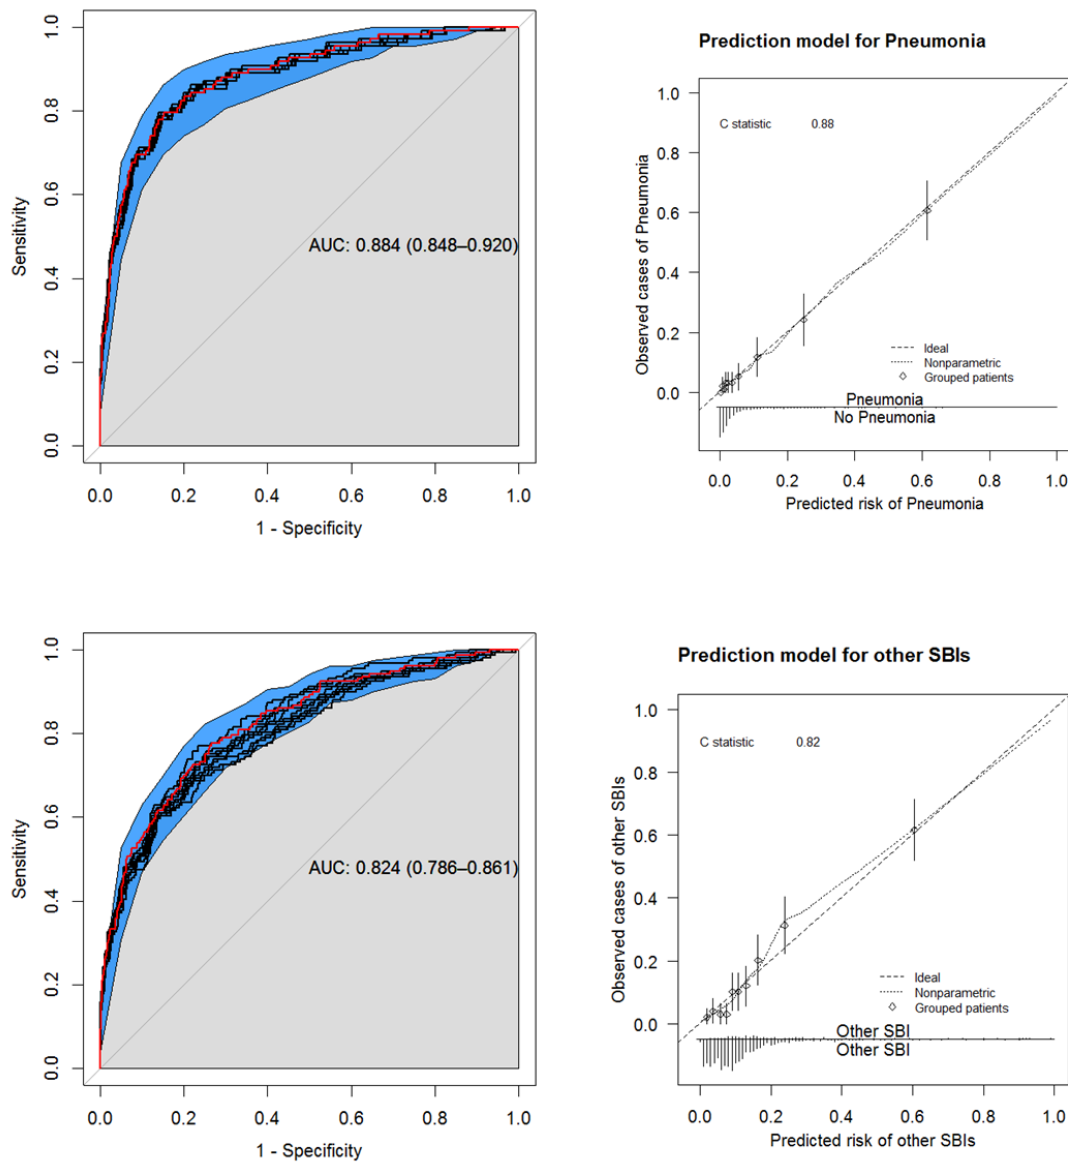 1.0
0.8
0.6
0.4
0.2
0.0
Sensitivity
AUC: 0.884 (0.848–0.920)
0.0 0.2 0.4 0.6 0.8 1.0
1 - Specificity
Prediction model for Pneumonia
1.0
0.8
0.6
0.4
0.2
0.0
Observed cases of Pneumonia
C statistic 0.88
Ideal
Nonparametric
Grouped patients
Pneumonia
No Pneumonia
0.0 0.2 0.4 0.6 0.8 1.0
Predicted risk of Pneumonia
1.0
0.8
0.6
0.4
0.2
0.0
Sensitivity
AUC: 0.824 (0.786–0.861)
0.0 0.2 0.4 0.6 0.8 1.0
1 - Specificity
Prediction model for other SBIs
1.0
0.8
0.6
0.4
0.2
0.0
Observed cases of other SBIs
C statistic 0.82
Ideal
Nonparametric
Grouped patients
Other SBI
Other SBI
0.0 0.2 0.4 0.6 0.8 1.0
Predicted risk of other SBIs